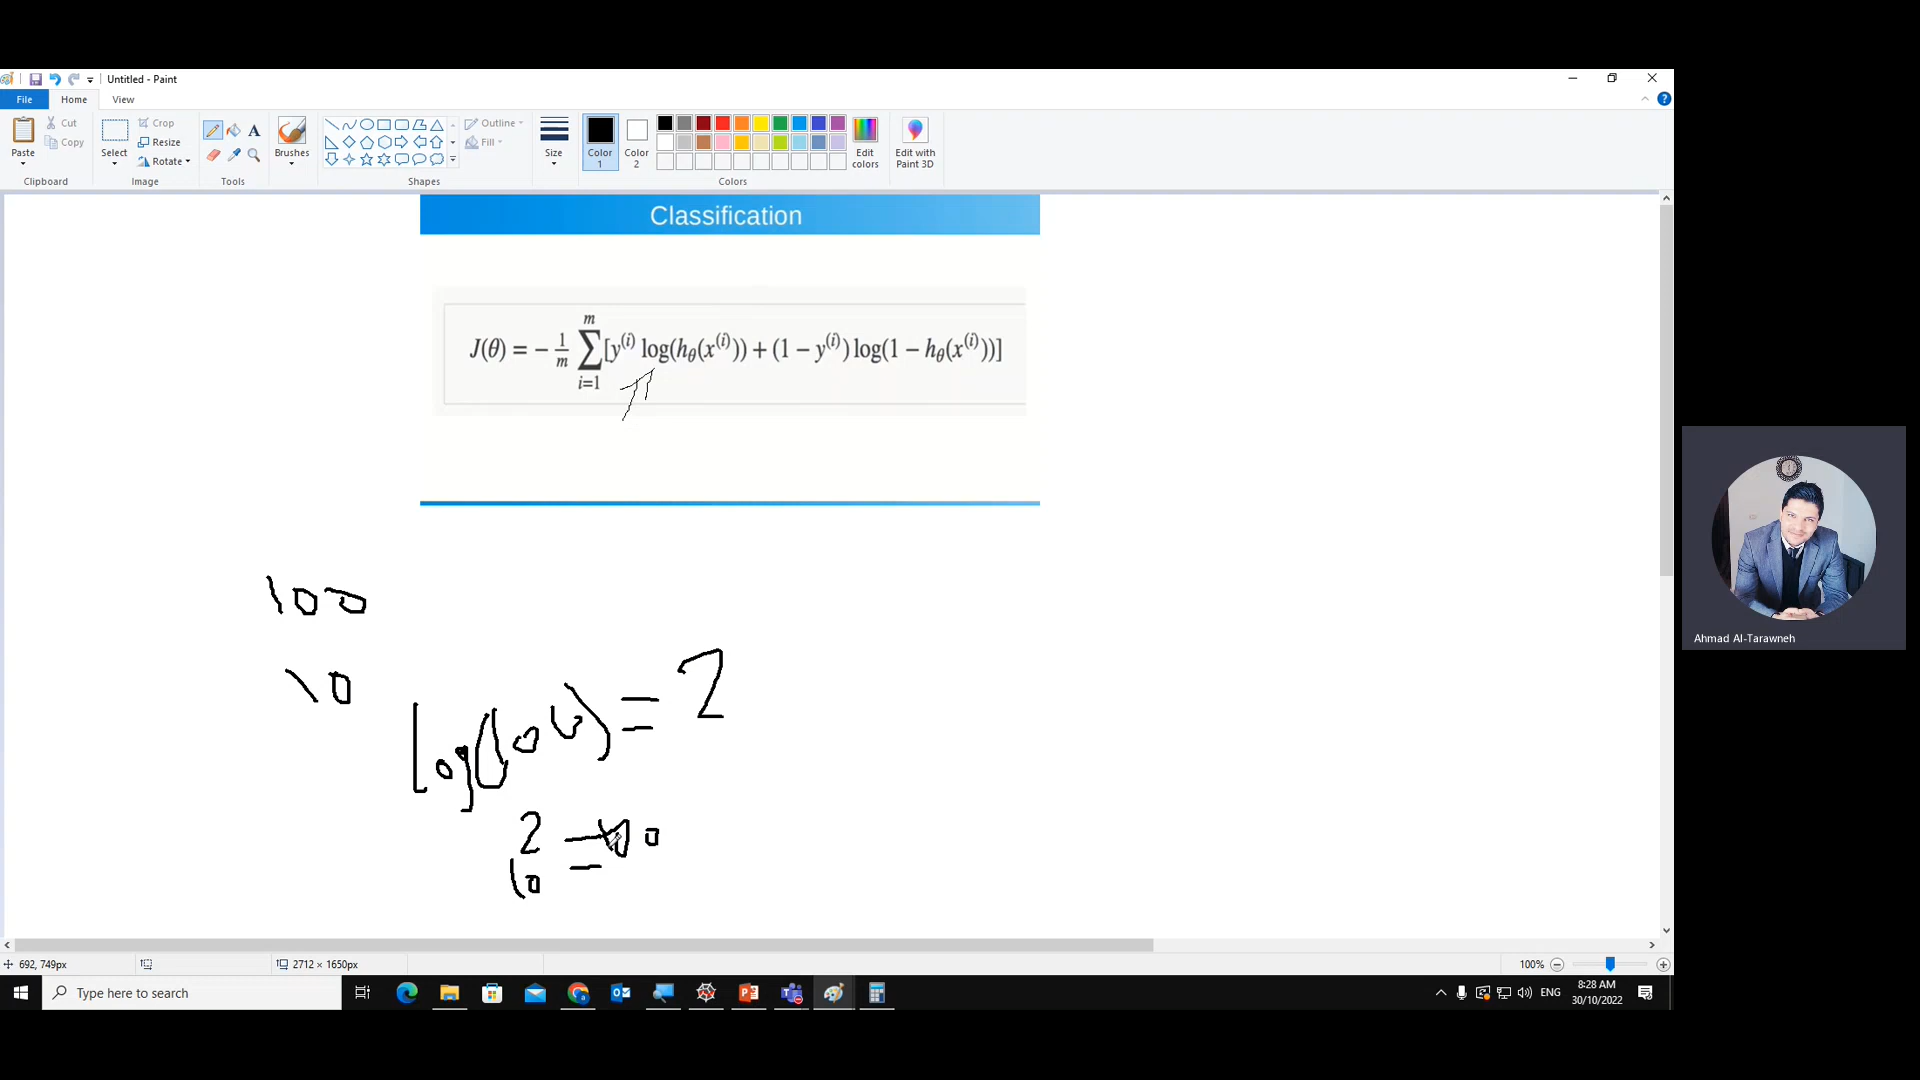 Untitled - Paint
File Home View
Paste Cut Copy
Clipboard
Select Crop Resize Rotate
Image
A
Tools
Brushes
Outline Fill
Shapes
Size
Color 1
Color 2
Edit colors
Colors
Edit with Paint 3D
Classification
J(θ) = − 1/m ∑ᵢ₌₁ᵐ [y⁽ⁱ⁾ log(hθ(x⁽ⁱ⁾)) + (1 − y⁽ⁱ⁾) log(1 − hθ(x⁽ⁱ⁾))]
100
10
log(100) = 2
10² = 100
Ahmad Al-Tarawneh
692, 749px 2712 × 1650px 100%
Type here to search
ENG 8:28 AM
30/10/2022